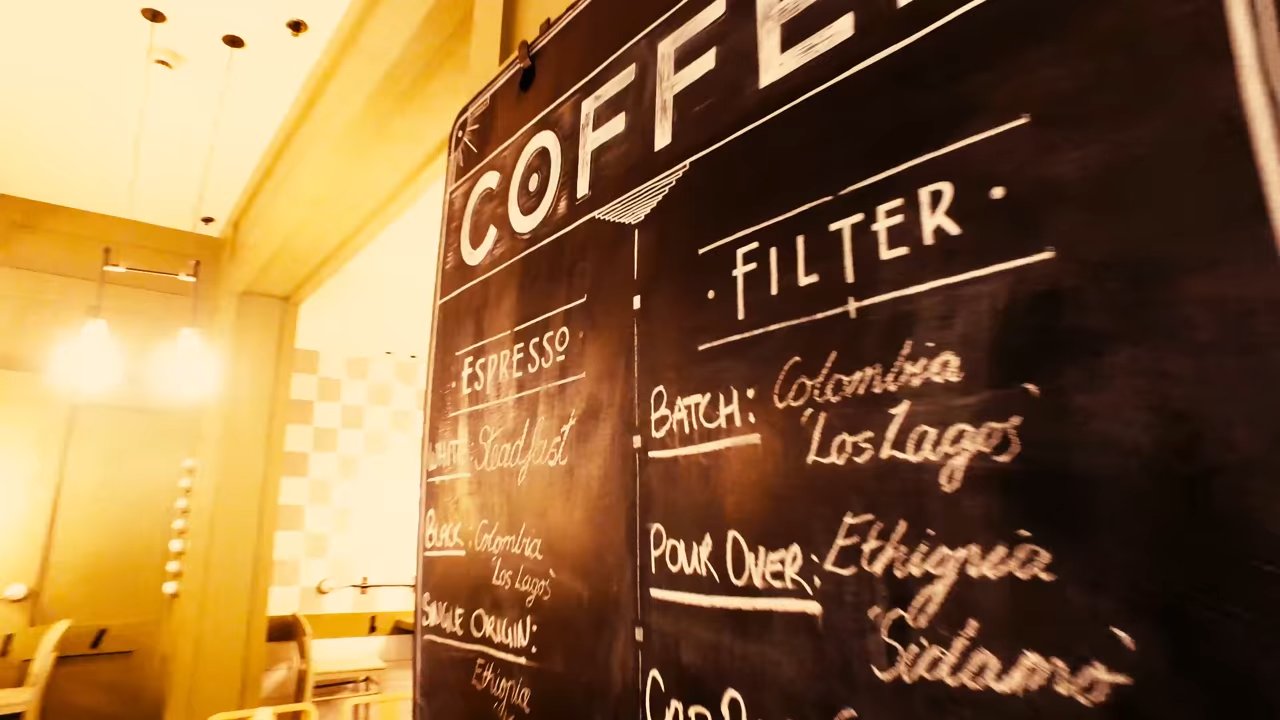 COFFE
ESPRESSO
WHITE: Steadfast
BLACK: Colombia
'Los Lagos'
SINGLE ORIGIN:
Ethiopia
FILTER
BATCH: Colombia
'Los Lagos'
POUR OVER: Ethiopia
'Sidamo'